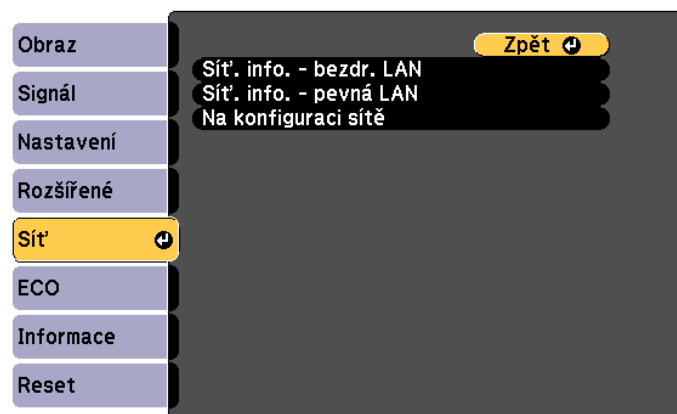 Obraz
Signál
Nastavení
Rozšířené
Síť
ECO
Informace
Reset
Zpět
Síť. info. - bezdr. LAN
Síť. info. - pevná LAN
Na konfiguraci sítě